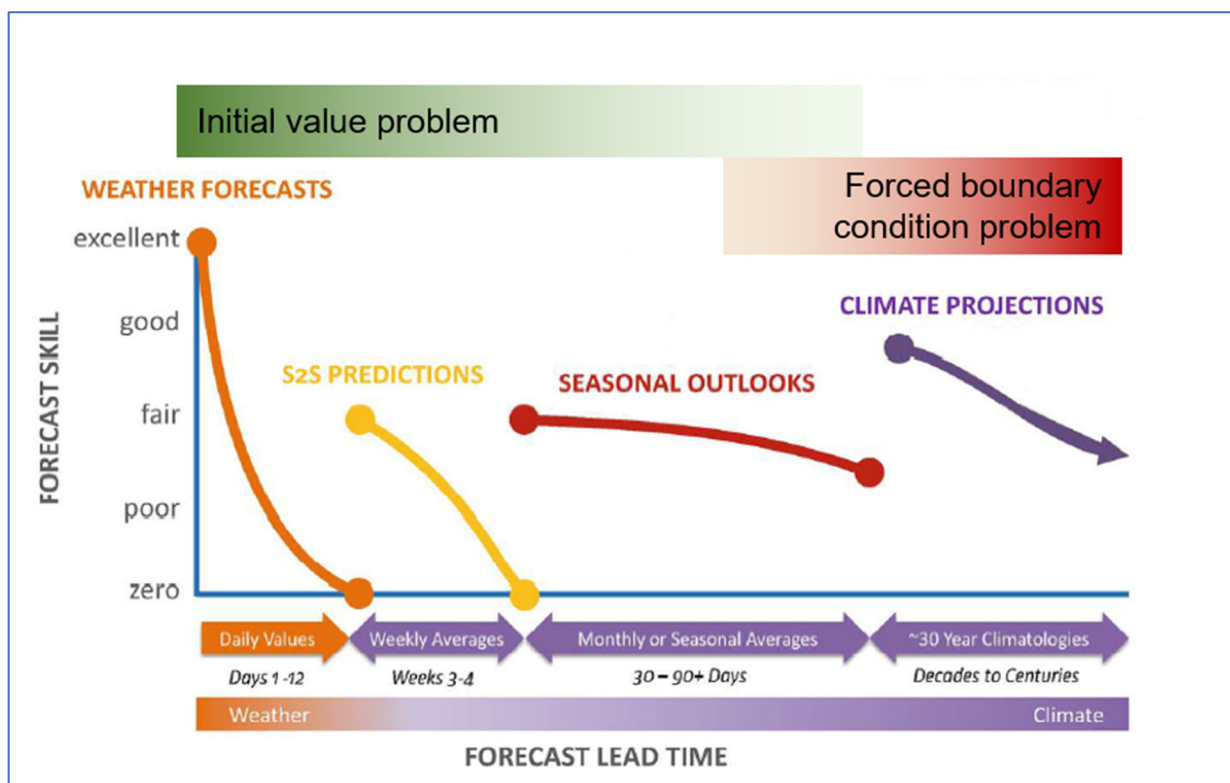 Initial value problem
Forced boundary
condition problem
WEATHER FORECASTS
excellent
good
fair
poor
zero
FORECAST SKILL
S2S PREDICTIONS
SEASONAL OUTLOOKS
CLIMATE PROJECTIONS
Daily Values
Weekly Averages
Monthly or Seasonal Averages
~30 Year Climatologies
Days 1 -12
Weeks 3-4
30 – 90+ Days
Decades to Centuries
Weather
Climate
FORECAST LEAD TIME